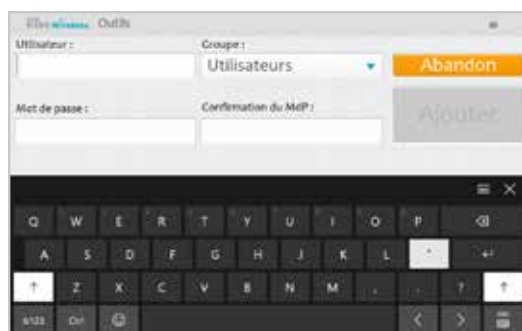 Outils
Utilisateur :
Groupe :
Utilisateurs
Abandon
Mot de passe :
Confirmation du MdP :
Ajouter
Q W E R T Y U I O P
A S D F G H J K L '
Z X C V B N M , . ?
&123 Ctrl